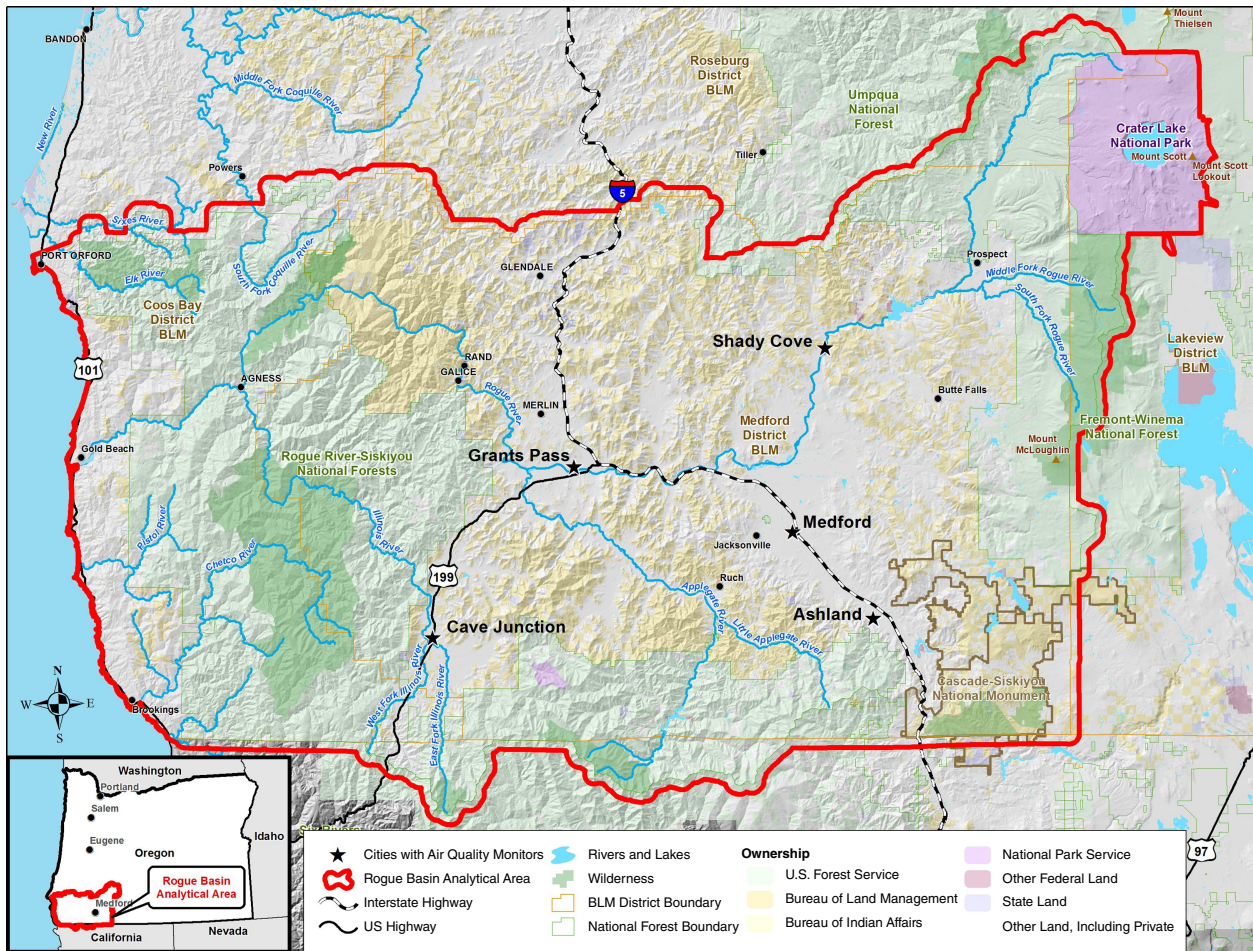 BANDON
New River
Middle Fork Coquille River
Roseburg
District
BLM
Umpqua
National
Forest
Mount
Thielsen
Crater Lake
National Park
Mount Scott
Mount Scott
Lookout
Tiller
Powers
5
Sixes River
PORT ORFORD
Elk River
South Fork Coquille River
Coos Bay
District
BLM
GLENDALE
Prospect
Middle Fork Rogue River
South Fork Rogue River
Shady Cove
Lakeview
District
BLM
101
AGNESS
RAND
GALICE
Rogue River
MERLIN
Butte Falls
Medford
District
BLM
Fremont-Winema
National Forest
Mount
McLoughlin
Gold Beach
Rogue River-Siskiyou
National Forests
Grants Pass
Illinois River
Pistol River
Chetco River
Medford
Jacksonville
199
Ruch
Applegate River
Little Applegate River
Ashland
Cave Junction
West Fork Illinois River
East Fork Illinois River
Cascade-Siskiyou
National Monument
N
W
E
S
Brookings
97
Washington
Portland
Salem
Eugene
Oregon
Idaho
Rogue Basin
Analytical Area
Medford
California
Nevada
Cities with Air Quality Monitors
Rogue Basin Analytical Area
Interstate Highway
US Highway
Rivers and Lakes
Wilderness
BLM District Boundary
National Forest Boundary
Ownership
U.S. Forest Service
Bureau of Land Management
Bureau of Indian Affairs
National Park Service
Other Federal Land
State Land
Other Land, Including Private